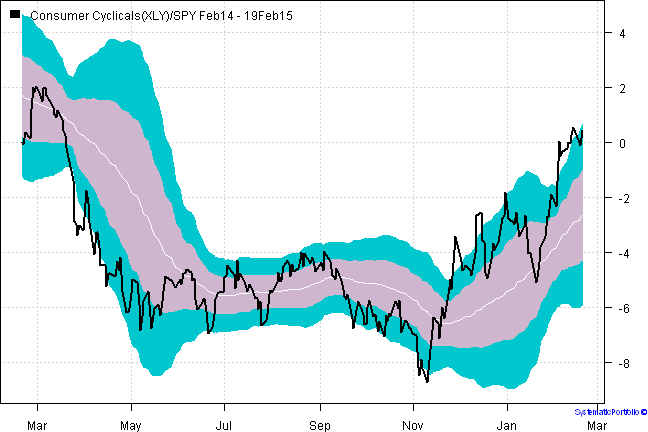 Consumer Cyclicals(XLY)/SPY Feb14 - 19Feb15
4
2
0
-2
-4
-6
-8
Mar May Jul Sep Nov Jan Mar
SystematicPortfolio ©